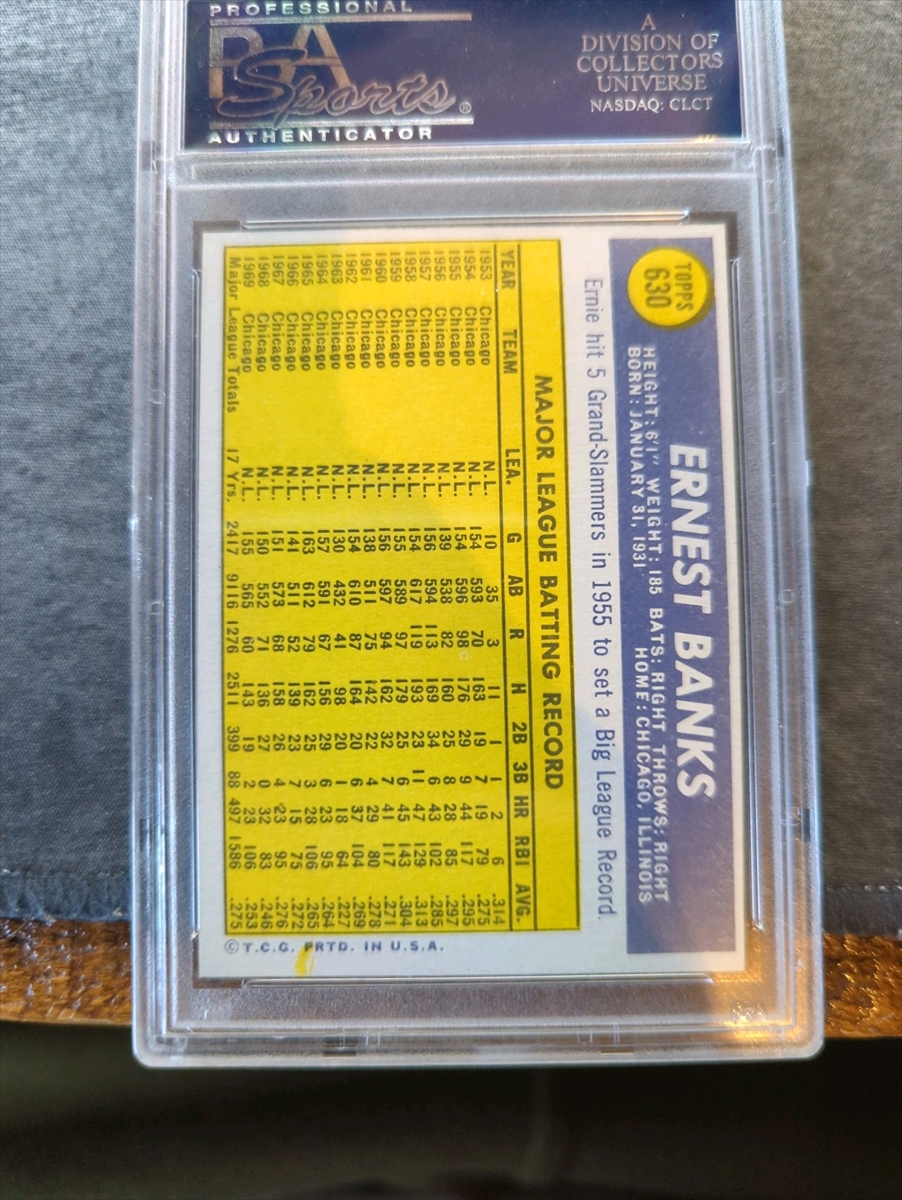 PROFESSIONAL
PSA
Sports®
AUTHENTICATOR
A
DIVISION OF
COLLECTORS
UNIVERSE
NASDAQ: CLCT
TOPPS
630
ERNEST BANKS
HEIGHT: 6'1" WEIGHT: 185 BATS: RIGHT THROWS: RIGHT
BORN: JANUARY 31, 1931 HOME: CHICAGO, ILLINOIS
Ernie hit 5 Grand-Slammers in 1955 to set a Big League Record.
MAJOR LEAGUE BATTING RECORD
YEAR TEAM LEA. G AB R H 2B 3B HR RBI AVG.
1953 Chicago N.L. 10 35 3 11 1 1 2 6 .314
1954 Chicago N.L. 154 593 70 163 19 7 19 79 .275
1955 Chicago N.L. 154 596 98 176 29 9 44 117 .295
1956 Chicago N.L. 139 538 82 160 25 8 28 85 .297
1957 Chicago N.L. 156 594 113 169 34 6 43 102 .285
1958 Chicago N.L. 154 617 119 193 23 11 47 129 .313
1959 Chicago N.L. 155 589 97 179 25 6 45 143 .304
1960 Chicago N.L. 156 597 94 162 32 7 41 117 .271
1961 Chicago N.L. 138 511 75 142 22 4 29 80 .278
1962 Chicago N.L. 154 610 87 164 20 6 37 104 .269
1963 Chicago N.L. 130 432 41 98 20 1 18 64 .227
1964 Chicago N.L. 157 591 67 156 29 6 23 95 .264
1965 Chicago N.L. 163 612 79 162 25 3 28 106 .265
1966 Chicago N.L. 141 511 52 139 23 7 15 75 .272
1967 Chicago N.L. 151 573 68 158 26 4 23 95 .276
1968 Chicago N.L. 150 552 71 136 27 0 32 83 .246
1969 Chicago N.L. 155 565 60 143 19 2 23 106 .253
Major League Totals 17 Yrs. 2417 9116 1276 2511 399 88 497 1586 .275
© T.C.G. PRTD. IN U.S.A.